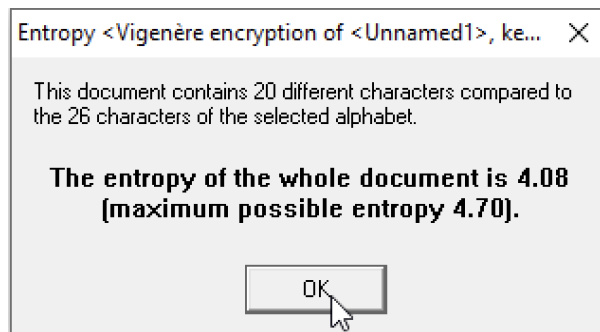 Entropy <Vigenère encryption of <Unnamed1>, ke...
This document contains 20 different characters compared to
the 26 characters of the selected alphabet.
The entropy of the whole document is 4.08
(maximum possible entropy 4.70).
OK